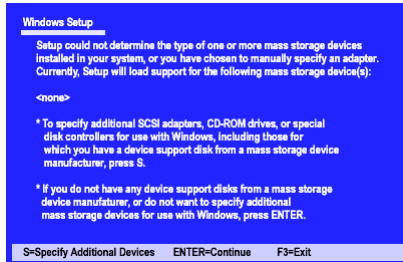 Windows Setup
Setup could not determine the type of one or more mass storage devices
installed in your system, or you have chosen to manually specify an adapter.
Currently, Setup will load support for the following mass storage device(s):
<none>
* To specify additional SCSI adapters, CD-ROM drives, or special
disk controllers for use with Windows, including those for
which you have a device support disk from a mass storage device
manufacturer, press S.
* If you do not have any device support disks from a mass storage
device manufaturer, or do not want to specify additional
mass storage devices for use with Windows, press ENTER.
S=Specify Additional Devices ENTER=Continue F3=Exit